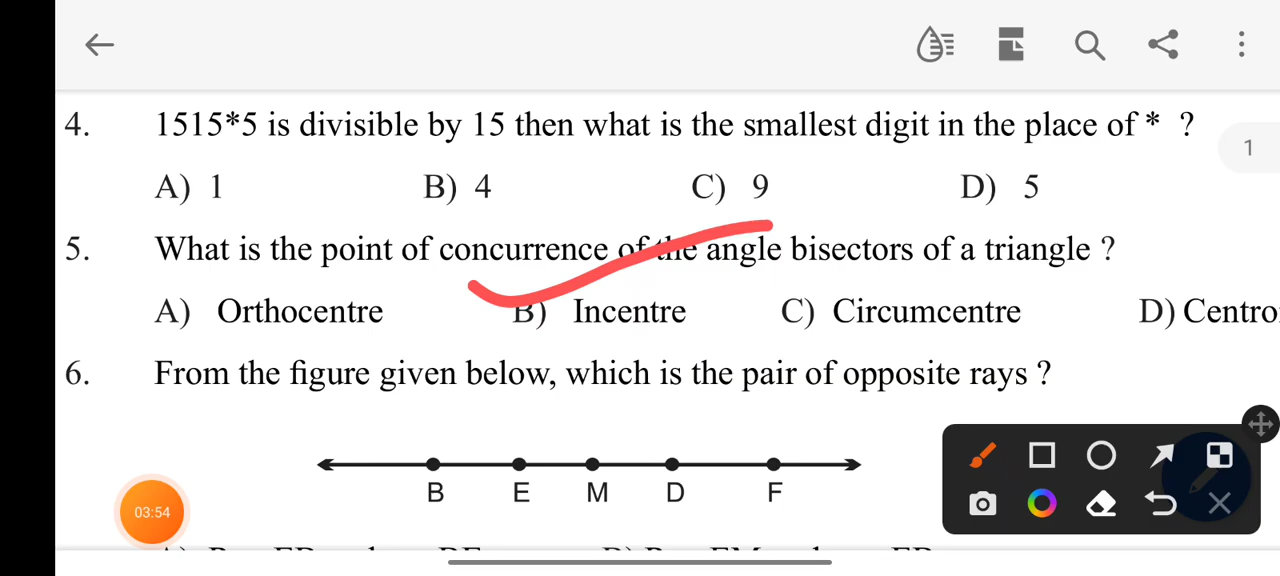 1
4. 1515*5 is divisible by 15 then what is the smallest digit in the place of * ?
A) 1 B) 4 C) 9 D) 5
5. What is the point of concurrence of the angle bisectors of a triangle ?
A) Orthocentre B) Incentre C) Circumcentre D) Centro
6. From the figure given below, which is the pair of opposite rays ?
B E M D F
03:54